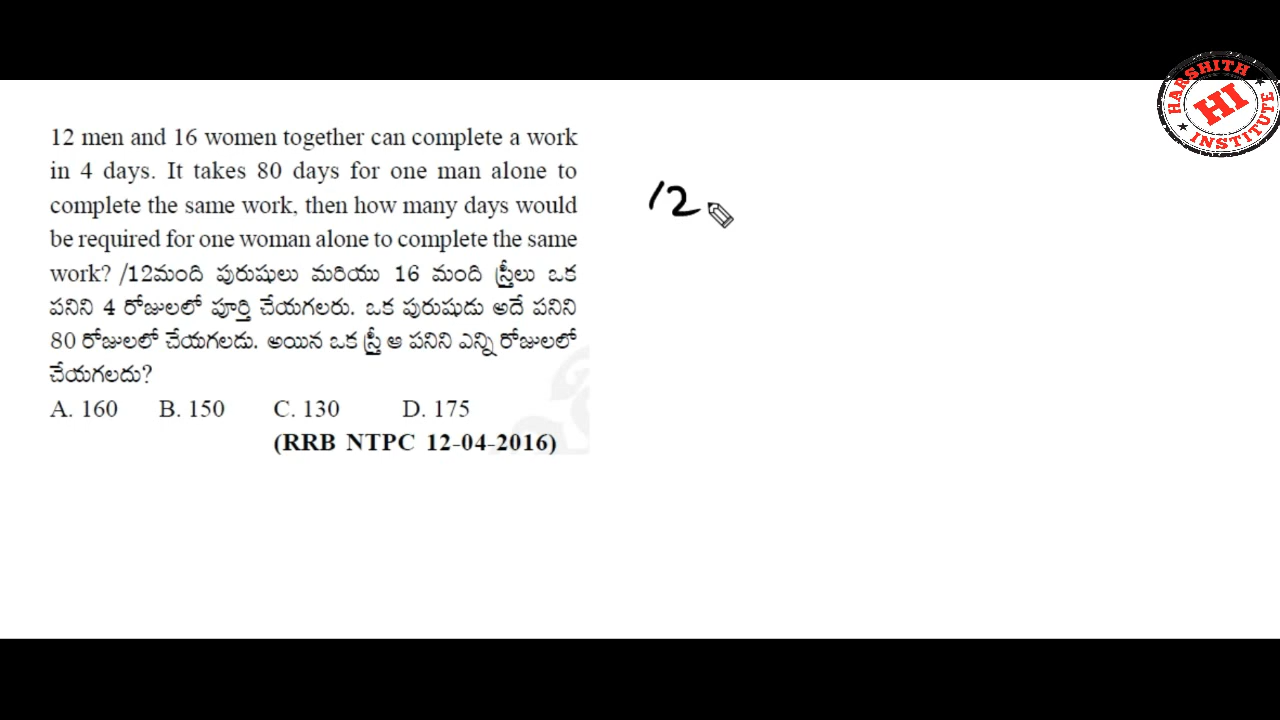 HARSHITH
HI
INSTITUTE
12 men and 16 women together can complete a work
in 4 days. It takes 80 days for one man alone to
complete the same work, then how many days would
be required for one woman alone to complete the same
work? /12మంది పురుషులు మరియు 16 మంది స్త్రీలు ఒక
పనిని 4 రోజులలో పూర్తి చేయగలరు. ఒక పురుషుడు అదే పనిని
80 రోజులలో చేయగలదు. అయిన ఒక స్త్రీ ఆ పనిని ఎన్ని రోజులలో
చేయగలదు?
A. 160 B. 150 C. 130 D. 175
(RRB NTPC 12-04-2016)
12